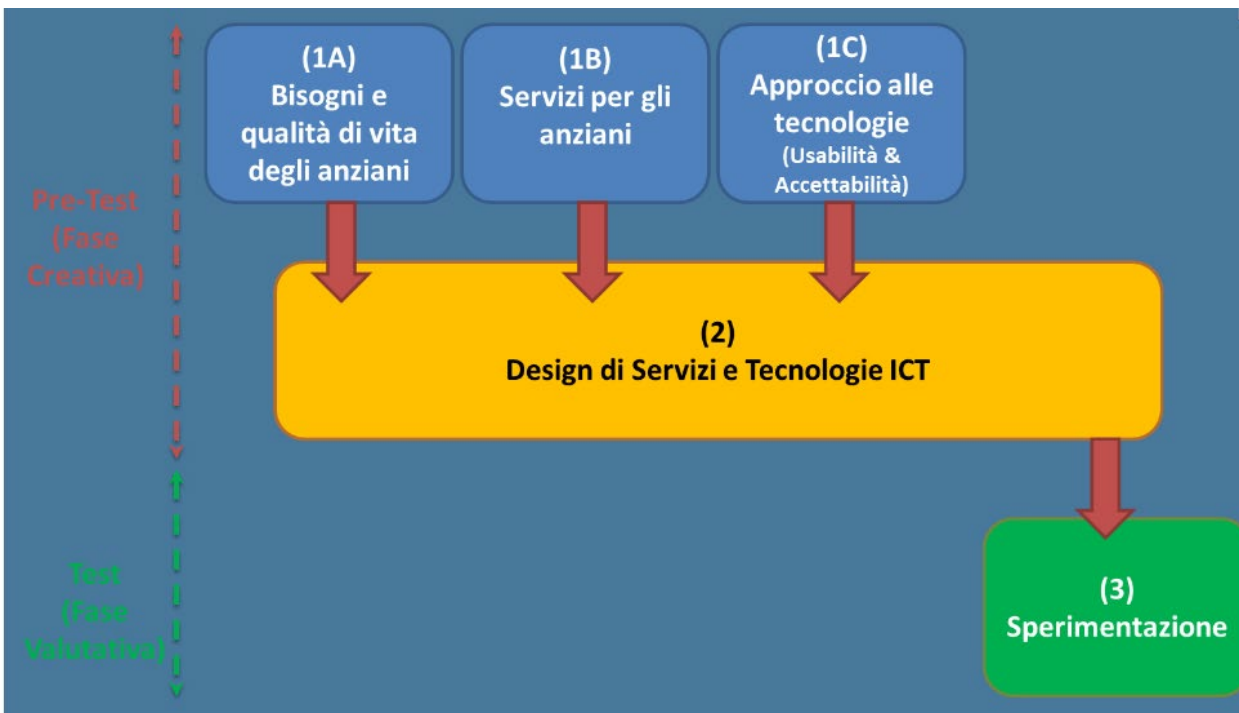 (1A)
Bisogni e
qualità di vita
degli anziani
(1B)
Servizi per gli
anziani
(1C)
Approccio alle
tecnologie
(Usabilità &
Accettabilità)
Pre-Test
(Fase
Creativa)
(2)
Design di Servizi e Tecnologie ICT
Test
(Fase
Valutativa)
(3)
Sperimentazione